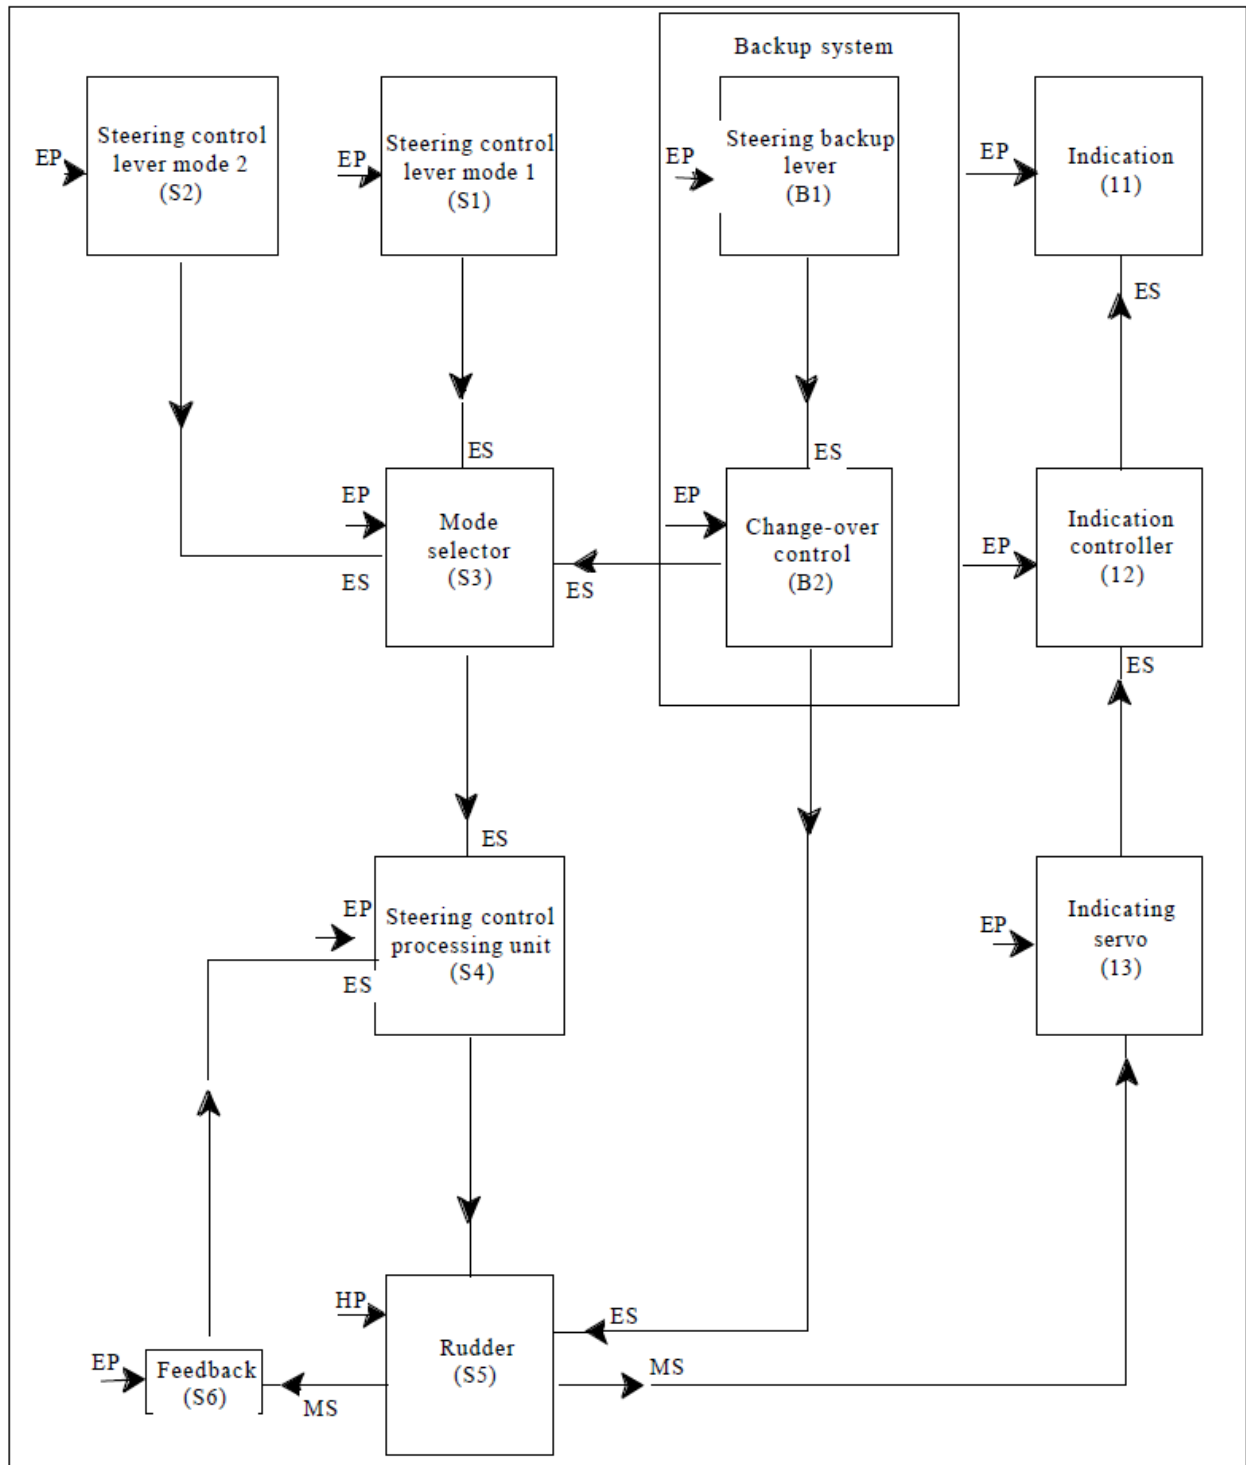 Backup system
Steering control
lever mode 2
(S2)
EP
Steering control
lever mode 1
(S1)
EP
Steering backup
lever
(B1)
EP
Indication
(11)
EP
ES
ES
ES
EP
Mode
selector
(S3)
ES
EP
Change-over
control
(B2)
ES
EP
Indication
controller
(12)
ES
ES
EP
Steering control
processing unit
(S4)
ES
EP
Indicating
servo
(13)
HP
Rudder
(S5)
ES
MS
EP
Feedback
(S6)
MS